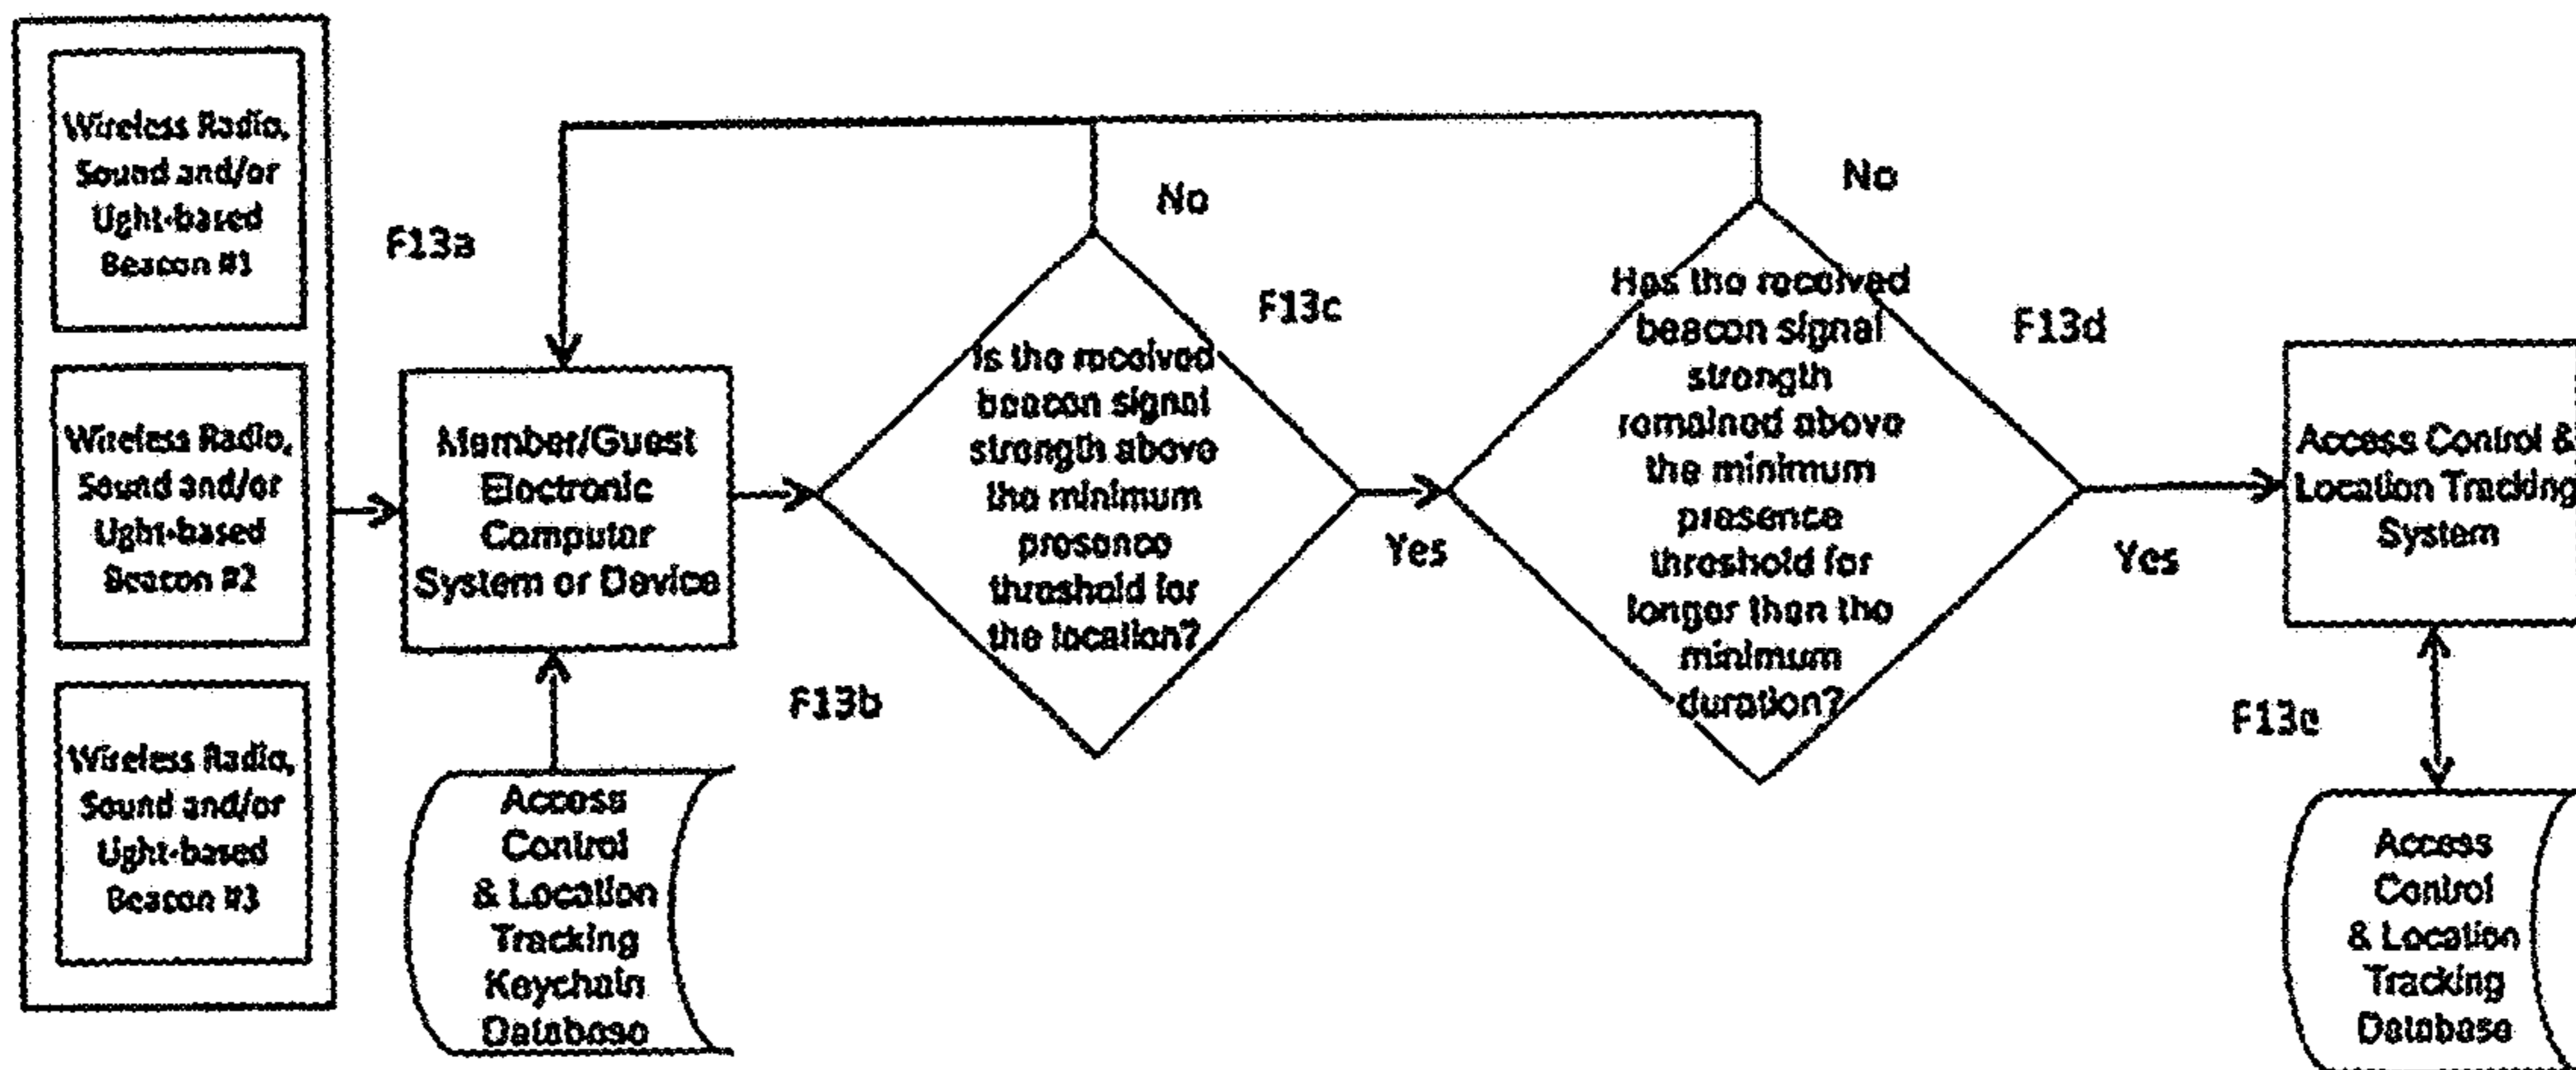 Wireless Radio,
Sound and/or
Light-based
Beacon #1
Wireless Radio,
Sound and/or
Light-based
Beacon #2
Wireless Radio,
Sound and/or
Light-based
Beacon #3
F13a
Member/Guest
Electronic
Computer
System or Device
Access
Control
& Location
Tracking
Keychain
Database
F13b
No
Is the received
beacon signal
strength above
the minimum
presence
threshold for
the location?
F13c
Yes
No
Has the received
beacon signal
strength
remained above
the minimum
presence
threshold for
longer than the
minimum
duration?
F13d
Yes
Access Control &
Location Tracking
System
F13e
Access
Control
& Location
Tracking
Database